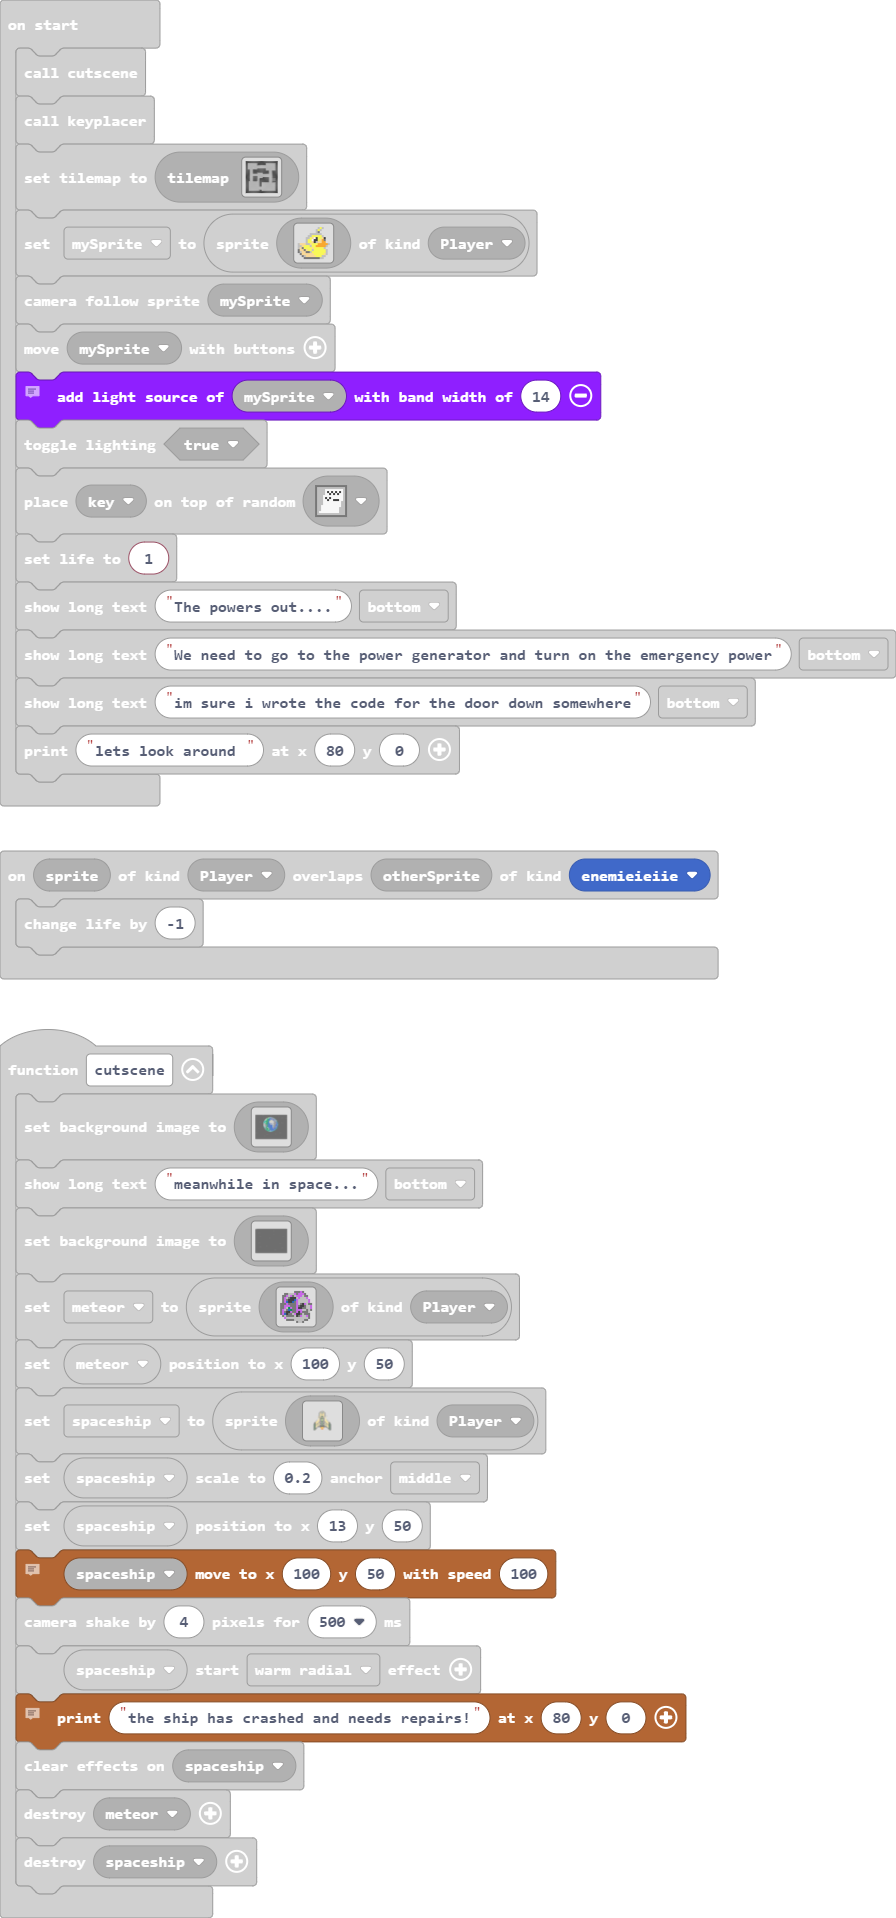 on start
call cutscene
call keyplacer
set tilemap to tilemap
set mySprite to sprite of kind Player
camera follow sprite mySprite
move mySprite with buttons
add light source of mySprite with band width of 14
toggle lighting true
place key on top of random
set life to 1
show long text "The powers out...." bottom
show long text "We need to go to the power generator and turn on the emergency power" bottom
show long text "im sure i wrote the code for the door down somewhere" bottom
print "lets look around " at x 80 y 0
on sprite of kind Player overlaps otherSprite of kind enemieieiie
change life by -1
function cutscene
set background image to
show long text "meanwhile in space..." bottom
set background image to
set meteor to sprite of kind Player
set meteor position to x 100 y 50
set spaceship to sprite of kind Player
set spaceship scale to 0.2 anchor middle
set spaceship position to x 13 y 50
spaceship move to x 100 y 50 with speed 100
camera shake by 4 pixels for 500 ms
spaceship start warm radial effect
print "the ship has crashed and needs repairs!" at x 80 y 0
clear effects on spaceship
destroy meteor
destroy spaceship